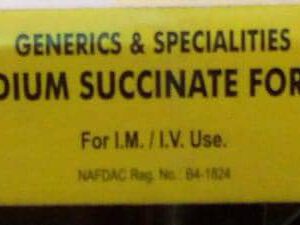 GENERICS & SPECIALITIES
DIUM SUCCINATE FOR
For I.M. / I.V. Use.
NAFDAC Reg. No.: B4-1824